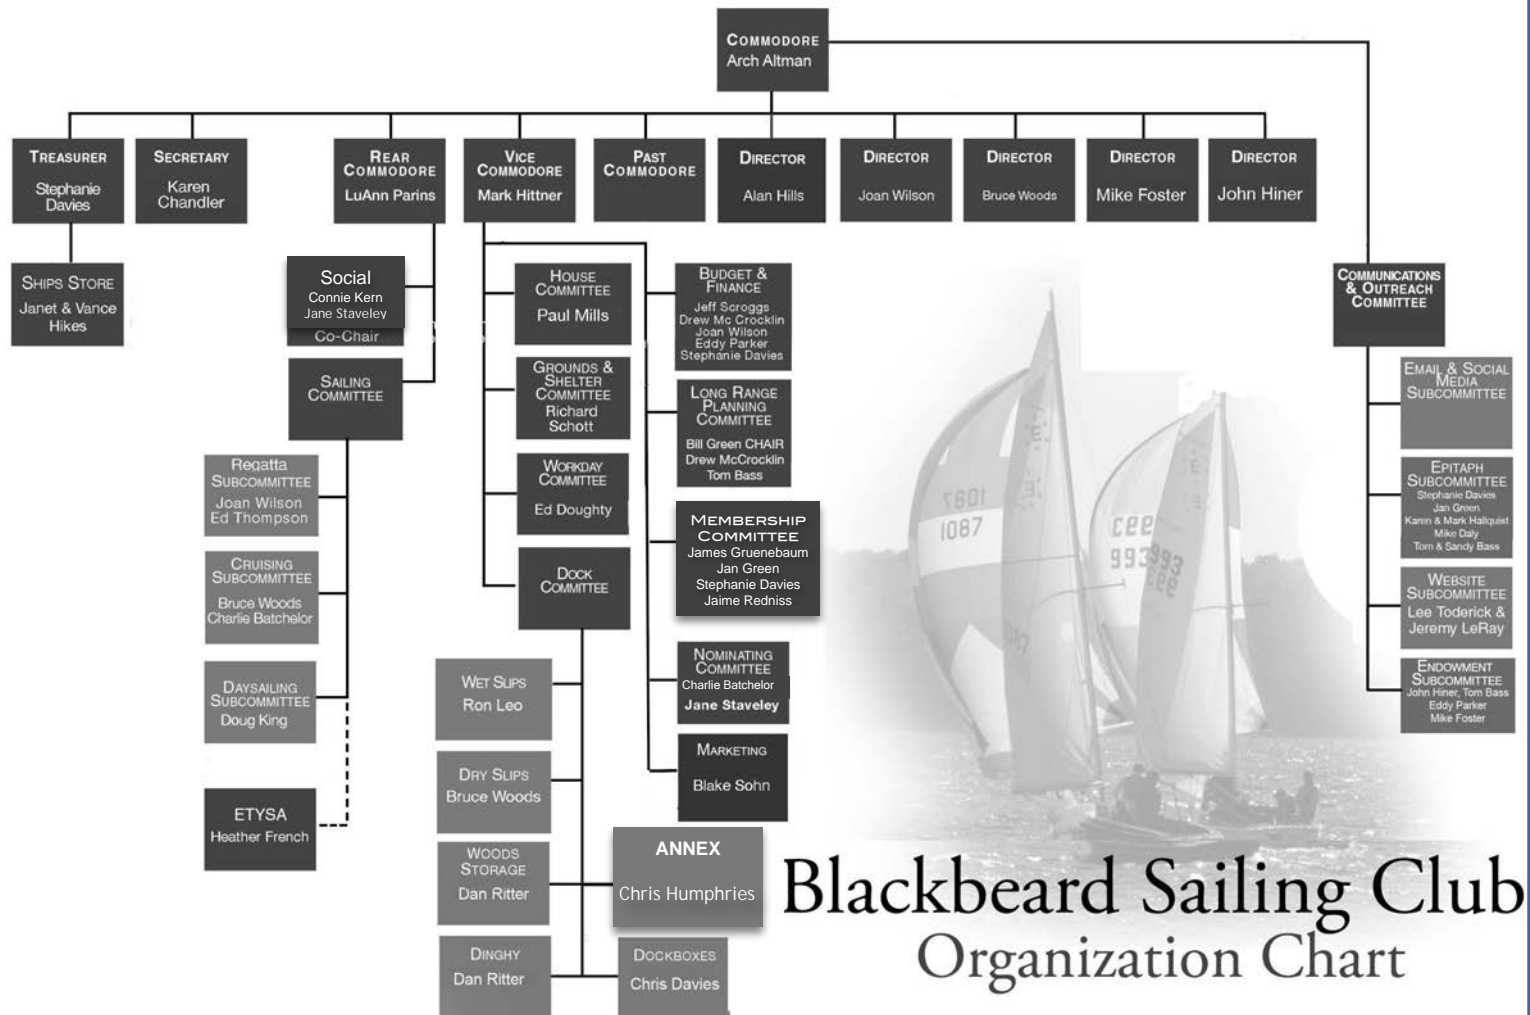 COMMODORE
Arch Altman
TREASURER
Stephanie
Davies
SECRETARY
Karen
Chandler
REAR
COMMODORE
LuAnn Parins
VICE
COMMODORE
Mark Hittner
PAST
COMMODORE
DIRECTOR
Alan Hills
DIRECTOR
Joan Wilson
DIRECTOR
Bruce Woods
DIRECTOR
Mike Foster
DIRECTOR
John Hiner
SHIPS STORE
Janet & Vance
Hikes
Social
Connie Kern
Jane Staveley
Co-Chair
SAILING
COMMITTEE
Regatta
SUBCOMMITTEE
Joan Wilson
Ed Thompson
CRUISING
SUBCOMMITTEE
Bruce Woods
Charlie Batchelor
DAYSAILING
SUBCOMMITTEE
Doug King
ETYSA
Heather French
HOUSE
COMMITTEE
Paul Mills
GROUNDS &
SHELTER
COMMITTEE
Richard
Schott
WORKDAY
COMMITTEE
Ed Doughty
DOCK
COMMITTEE
WET SLIPS
Ron Leo
DRY SLIPS
Bruce Woods
WOODS
STORAGE
Dan Ritter
DINGHY
Dan Ritter
ANNEX
Chris Humphries
DOCKBOXES
Chris Davies
BUDGET &
FINANCE
Jeff Scroggs
Drew Mc Crocklin
Joan Wilson
Eddy Parker
Stephanie Davies
LONG RANGE
PLANNING
COMMITTEE
Bill Green CHAIR
Drew McCrocklin
Tom Bass
MEMBERSHIP
COMMITTEE
James Gruenebaum
Jan Green
Stephanie Davies
Jaime Redniss
NOMINATING
COMMITTEE
Charlie Batchelor
Jane Staveley
MARKETING
Blake Sohn
COMMUNICATIONS
& OUTREACH
COMMITTEE
EMAIL & SOCIAL
MEDIA
SUBCOMMITTEE
EPITAPH
SUBCOMMITTEE
Stephanie Davies
Jan Green
Karen & Mark Hallquist
Mike Daly
Tom & Sandy Bass
WEBSITE
SUBCOMMITTEE
Lee Toderick &
Jeremy LeRay
ENDOWMENT
SUBCOMMITTEE
John Hiner, Tom Bass
Eddy Parker
Mike Foster
1087
1087
993
993
993
Blackbeard Sailing Club
Organization Chart